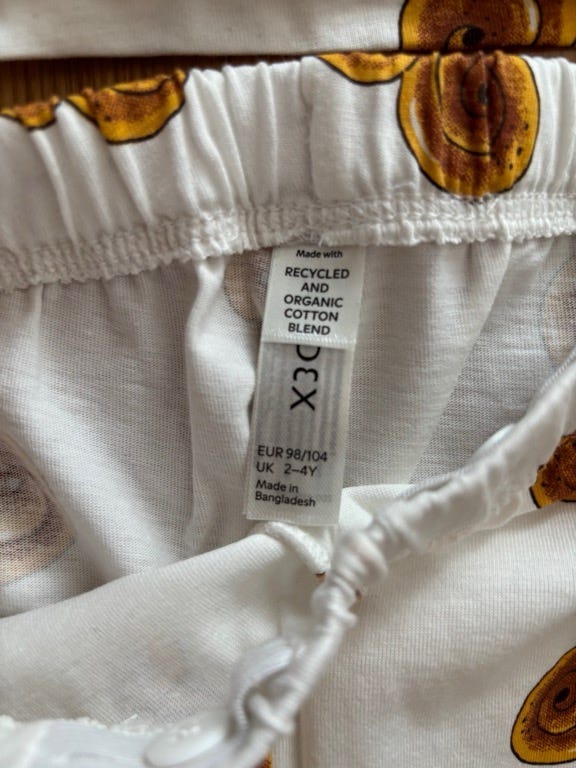 Made with
RECYCLED
AND
ORGANIC
COTTON
BLEND
EUR 98/104
UK 2–4Y
Made in
Bangladesh